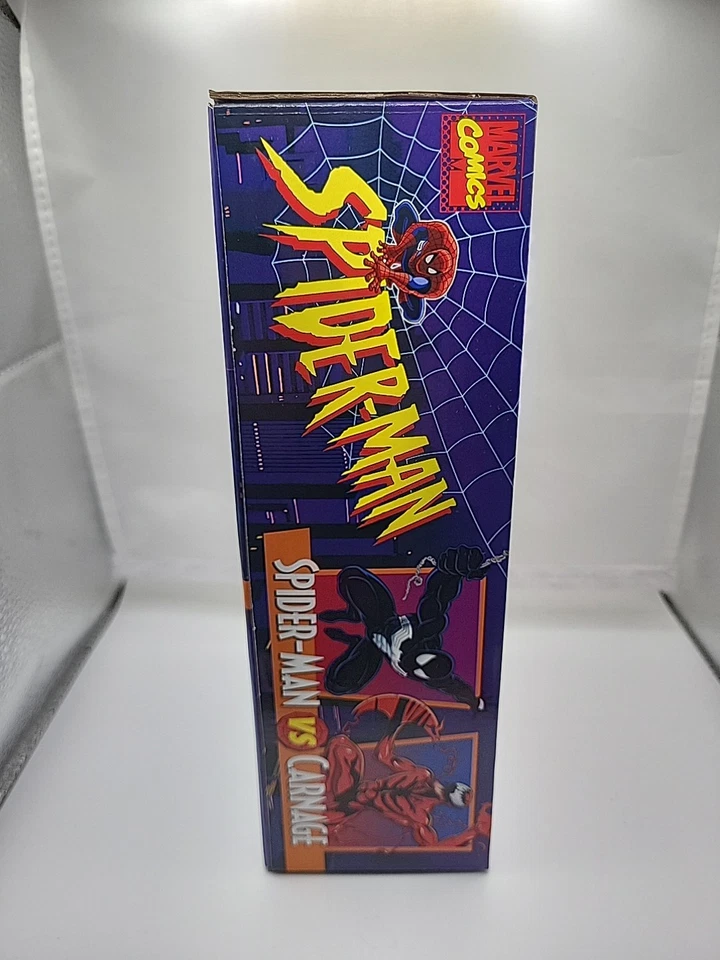 MARVEL
COMICS
SPIDER-MAN
SPIDER-MAN VS CARNAGE